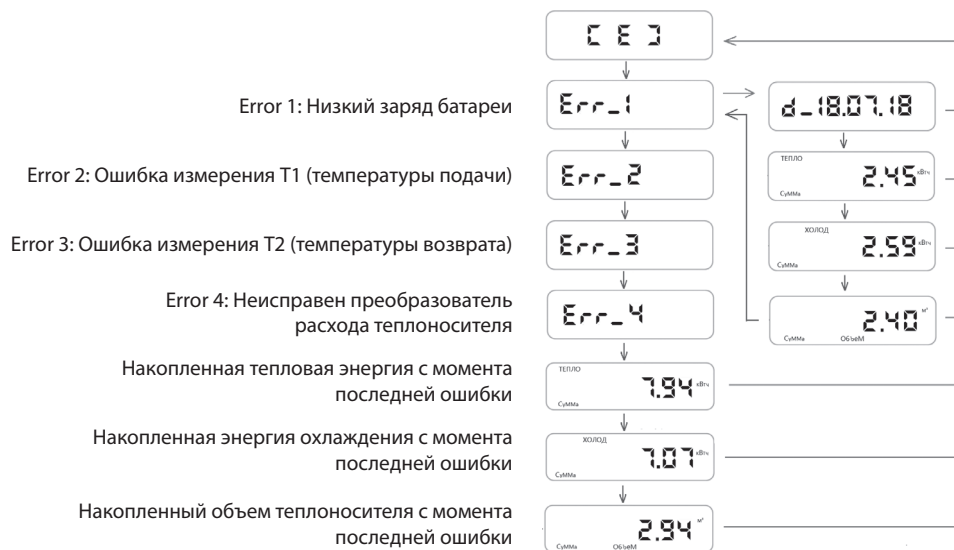 [ E ]
Error 1: Низкий заряд батареи
Err_1
d_18.07.18
Error 2: Ошибка измерения T1 (температуры подачи)
Err_2
ТЕПЛО
2.45 кВтч
СуММа
Error 3: Ошибка измерения T2 (температуры возврата)
Err_3
ХОЛОД
2.59 кВтч
СуММа
Error 4: Неисправен преобразователь
расхода теплоносителя
Err_4
2.40 м³
СуММа ОбъеМ
Накопленная тепловая энергия с момента
последней ошибки
ТЕПЛО
7.94 кВтч
СуММа
Накопленная энергия охлаждения с момента
последней ошибки
ХОЛОД
7.07 кВтч
СуММа
Накопленный объем теплоносителя с момента
последней ошибки
2.94 м³
СуММа ОбъеМ